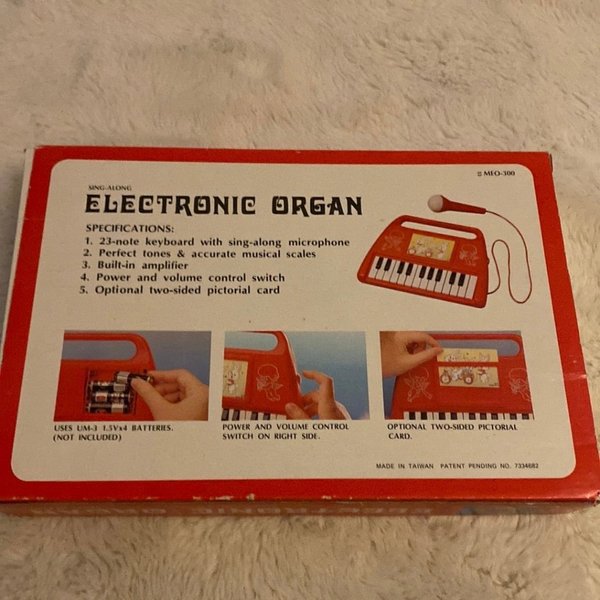 MEO-300
SING-ALONG
ELECTRONIC ORGAN
SPECIFICATIONS:
1. 23-note keyboard with sing-along microphone
2. Perfect tones & accurate musical scales
3. Built-in amplifier
4. Power and volume control switch
5. Optional two-sided pictorial card
USES UM-3 1.5Vx4 BATTERIES.
(NOT INCLUDED)
POWER AND VOLUME CONTROL
SWITCH ON RIGHT SIDE.
OPTIONAL TWO-SIDED PICTORIAL
CARD.
MADE IN TAIWAN PATENT PENDING NO. 7334682